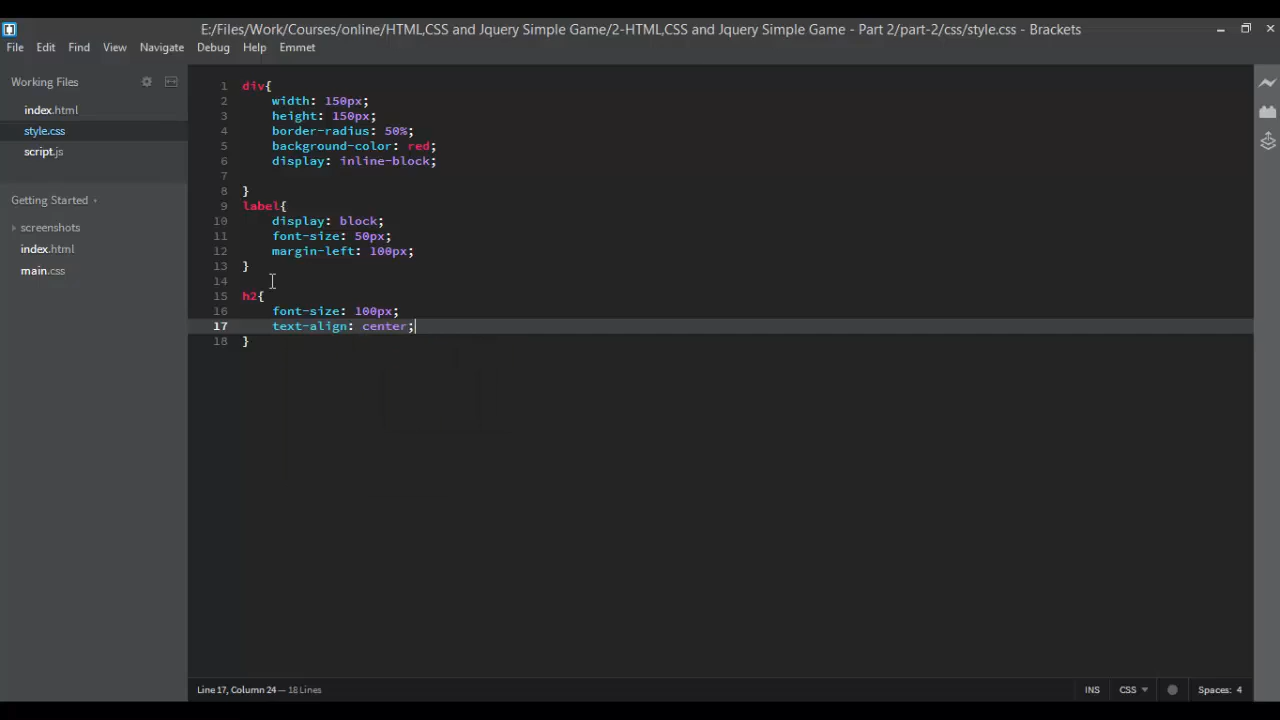 E:/Files/Work/Courses/online/HTML,CSS and Jquery Simple Game/2-HTML,CSS and Jquery Simple Game - Part 2/part-2/css/style.css - Brackets
File Edit Find View Navigate Debug Help Emmet
Working Files
index.html
style.css
script.js
Getting Started
screenshots
index.html
main.css
1 div{
2 width: 150px;
3 height: 150px;
4 border-radius: 50%;
5 background-color: red;
6 display: inline-block;
7
8 }
9 label{
10 display: block;
11 font-size: 50px;
12 margin-left: 100px;
13 }
14
15 h2{
16 font-size: 100px;
17 text-align: center;
18 }
Line 17, Column 24 — 18 Lines
INS CSS Spaces: 4